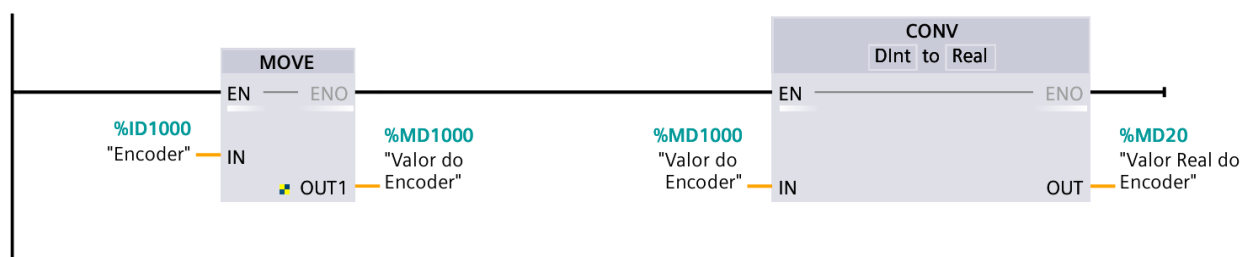 MOVE
EN
ENO
%ID1000
"Encoder"
IN
OUT1
%MD1000
"Valor do
Encoder"
CONV
DInt to Real
EN
ENO
%MD1000
"Valor do
Encoder"
IN
OUT
%MD20
"Valor Real do
Encoder"